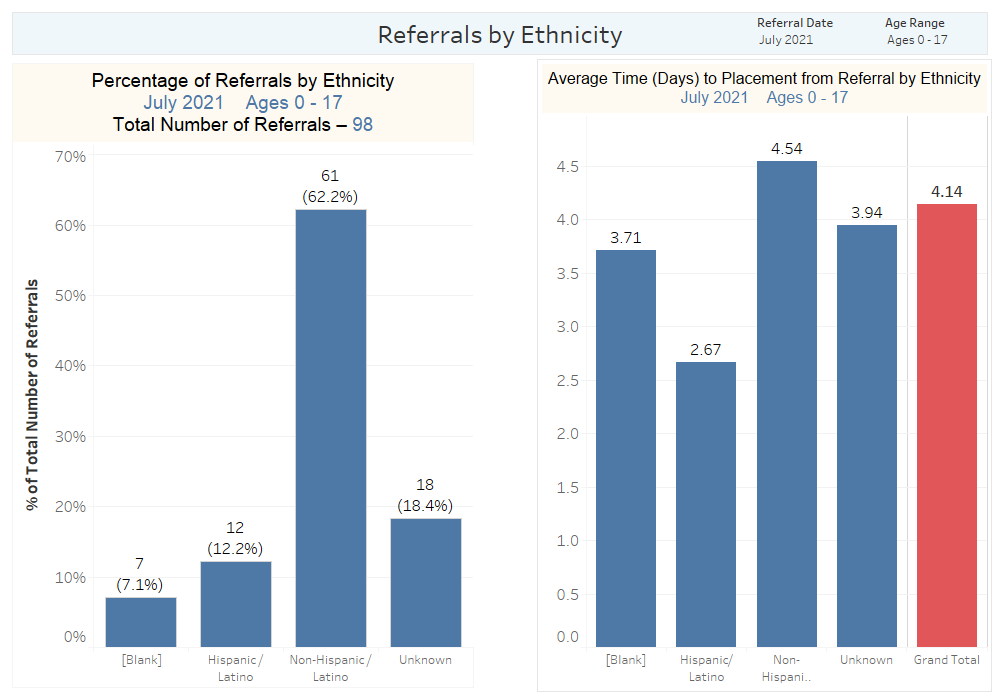 Referrals by Ethnicity
Referral Date
July 2021
Age Range
Ages 0 - 17
Percentage of Referrals by Ethnicity
July 2021 Ages 0 - 17
Total Number of Referrals – 98
% of Total Number of Referrals
70%
60%
50%
40%
30%
20%
10%
0%
7
(7.1%)
12
(12.2%)
61
(62.2%)
18
(18.4%)
[Blank]
Hispanic/
Latino
Non-Hispanic/
Latino
Unknown
Average Time (Days) to Placement from Referral by Ethnicity
July 2021 Ages 0 - 17
4.5
4.0
3.5
3.0
2.5
2.0
1.5
1.0
0.5
0.0
3.71
2.67
4.54
3.94
4.14
[Blank]
Hispanic/
Latino
Non-
Hispani..
Unknown
Grand Total